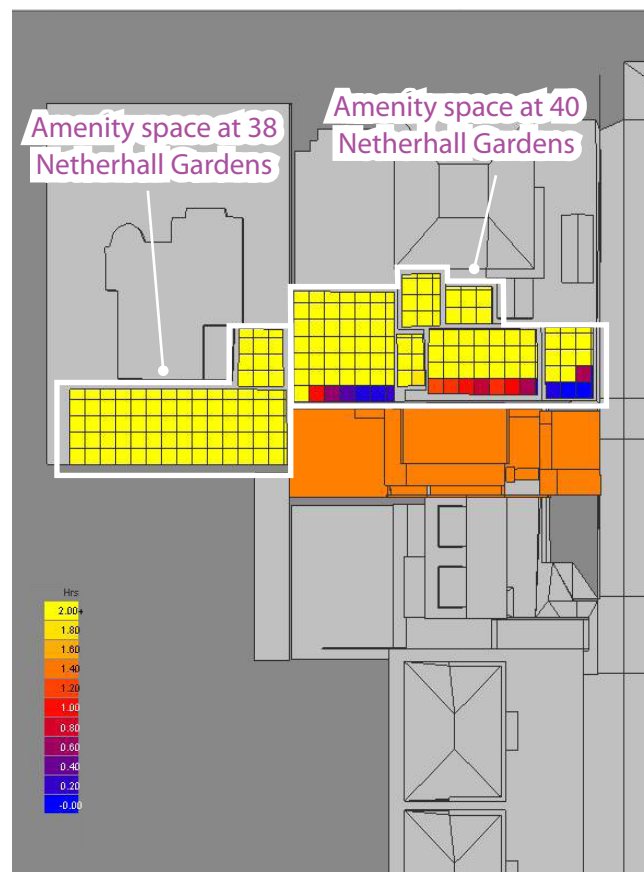 Amenity space at 38
Netherhall Gardens
Amenity space at 40
Netherhall Gardens
Hrs
2.00+
1.80
1.60
1.40
1.20
1.00
0.80
0.60
0.40
0.20
-0.00